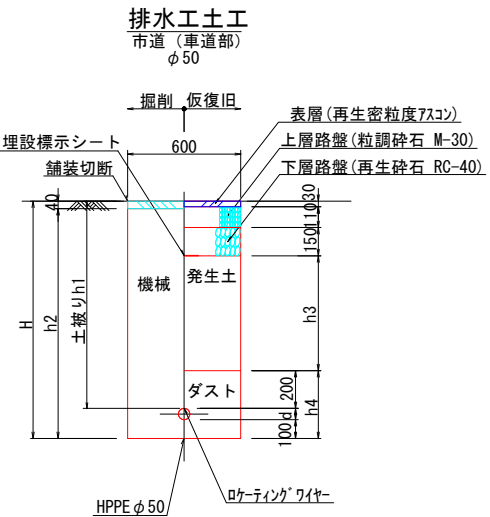 排水工土工
市道 (車道部)
φ50
掘削 仮復旧
表層(再生密粒度アスコン)
上層路盤(粒調砕石 M-30)
下層路盤(再生砕石 RC-40)
埋設標示シート
舗装切断
600
40
30
110
150
機械
発生土
土被りh1
H
h2
h3
ダスト
200
h4
d
100
HPPEφ50
ロケーティングワイヤー